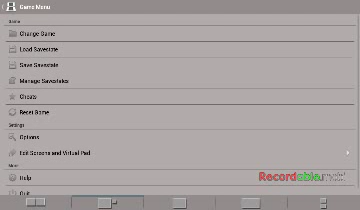 Game Menu
Game
Change Game
Load Savestate
Save Savestate
Manage Savestates
Cheats
Reset Game
Settings
Options
Edit Screens and Virtual Pad
More
Help
Quit